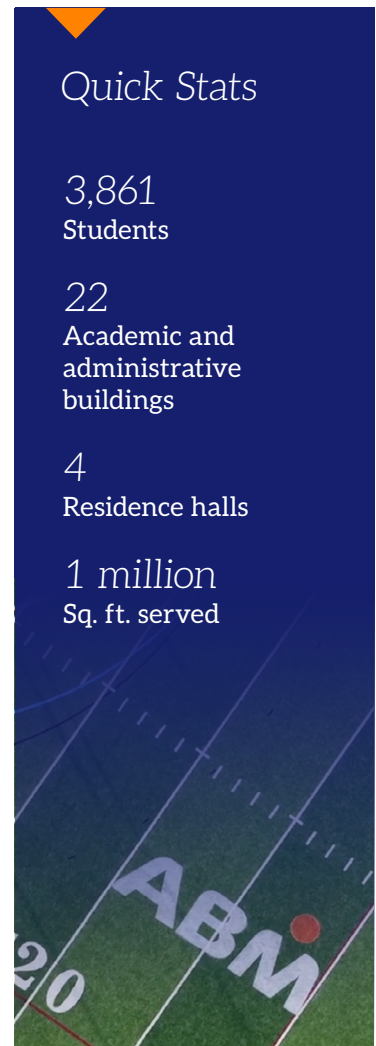 Quick Stats
3,861
Students
22
Academic and
administrative
buildings
4
Residence halls
1 million
Sq. ft. served
ABM
20